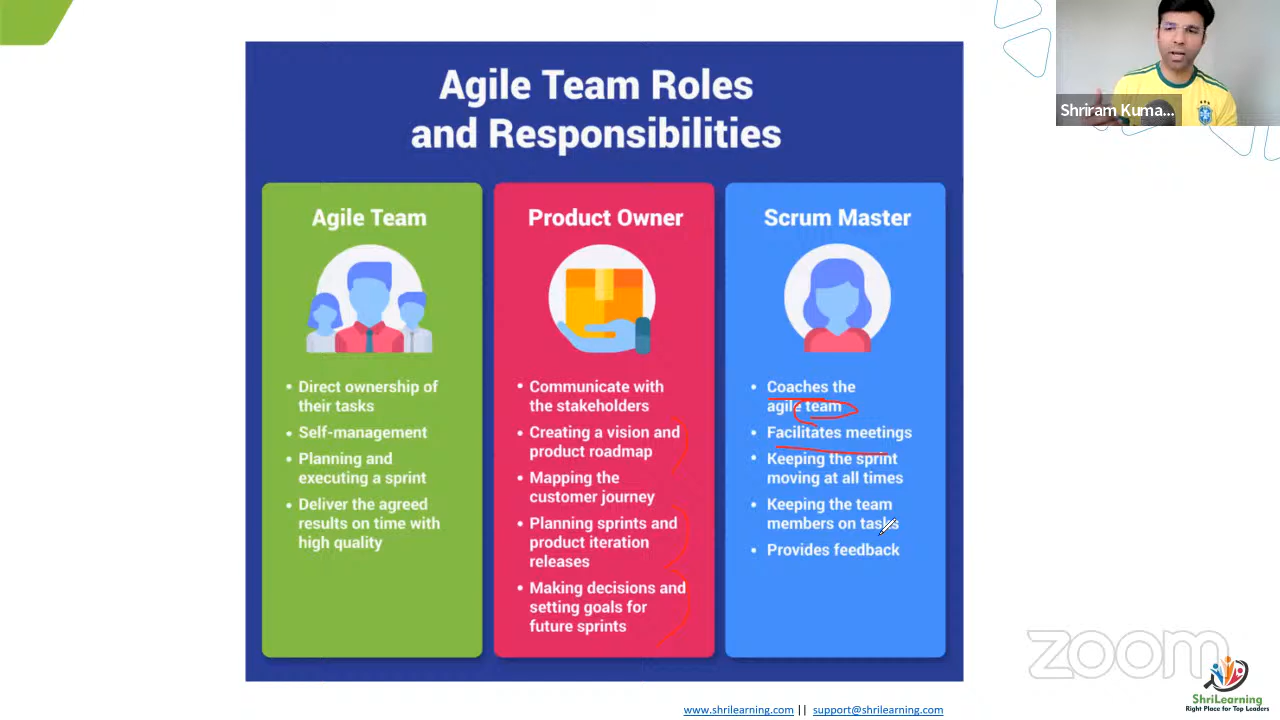 Shriram Kuma...
Agile Team Roles
and Responsibilities
Agile Team
Direct ownership of
their tasks
Self-management
Planning and
executing a sprint
Deliver the agreed
results on time with
high quality
Product Owner
Communicate with
the stakeholders
Creating a vision and
product roadmap
Mapping the
customer journey
Planning sprints and
product iteration
releases
Making decisions and
setting goals for
future sprints
Scrum Master
Coaches the
agile team
Facilitates meetings
Keeping the sprint
moving at all times
Keeping the team
members on tasks
Provides feedback
zoom
ShriLearning
Right Place for Top Leaders
www.shrilearning.com || support@shrilearning.com